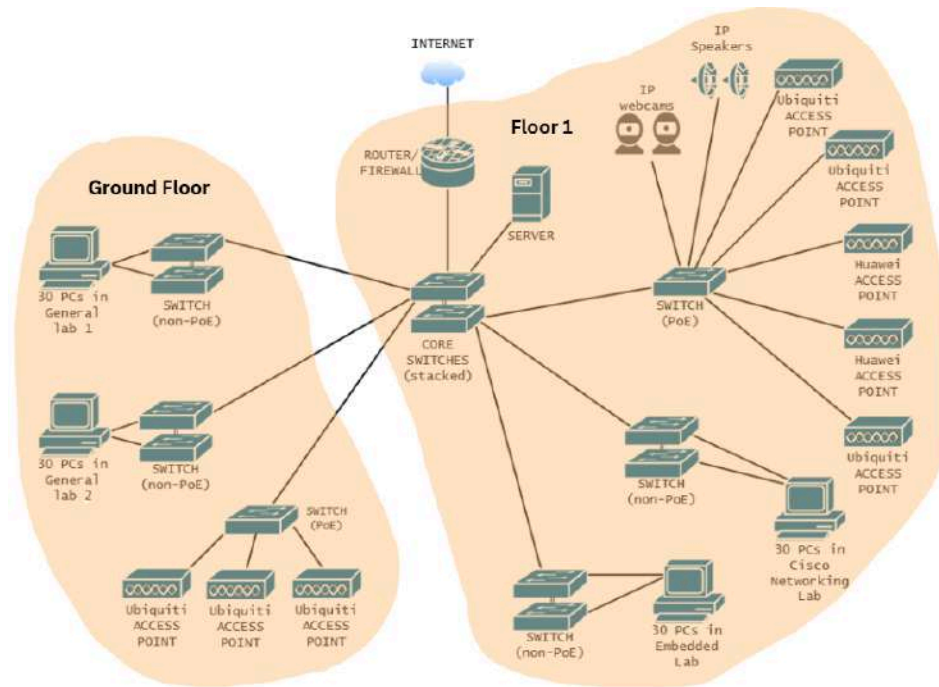 INTERNET
IP
Speakers
IP
webcams
Ubiquiti
ACCESS
POINT
Floor 1
ROUTER/
FIREWALL
Ubiquiti
ACCESS
POINT
Ground Floor
SERVER
Huawei
ACCESS
POINT
30 PCs in
General
lab 1
SWITCH
(non-PoE)
SWITCH
(PoE)
CORE
SWITCHES
(stacked)
Huawei
ACCESS
POINT
30 PCs in
General
lab 2
SWITCH
(non-PoE)
SWITCH
(non-PoE)
Ubiquiti
ACCESS
POINT
SWITCH
(PoE)
30 PCs in
Cisco
Networking
Lab
Ubiquiti
ACCESS
POINT
Ubiquiti
ACCESS
POINT
Ubiquiti
ACCESS
POINT
SWITCH
(non-PoE)
30 PCs in
Embedded
Lab